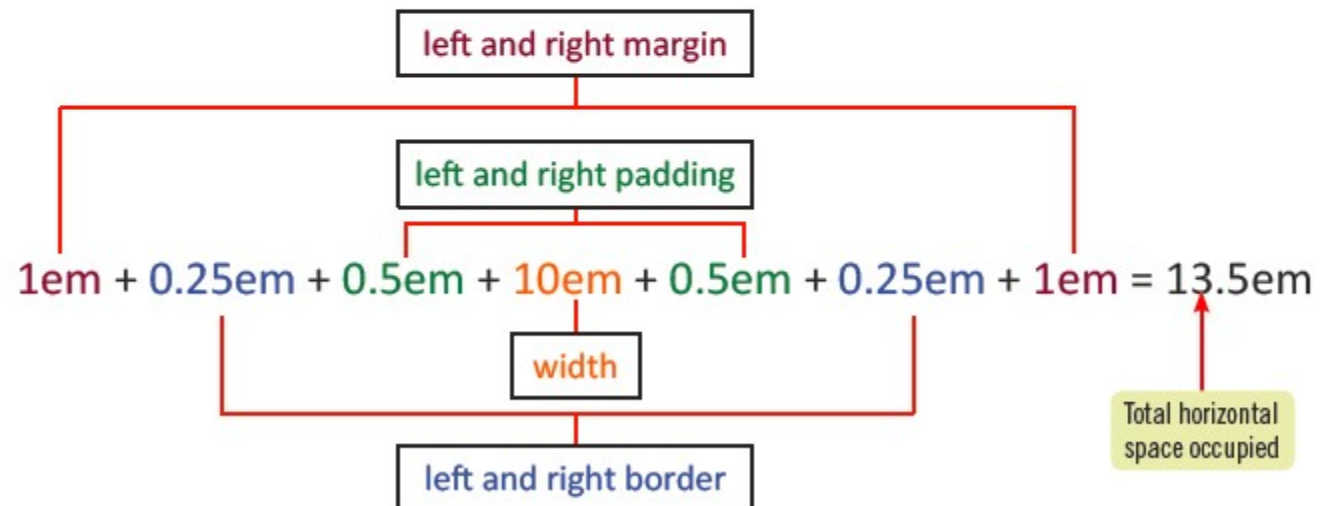 left and right margin
left and right padding
1em + 0.25em + 0.5em + 10em + 0.5em + 0.25em + 1em = 13.5em
width
Total horizontal
space occupied
left and right border